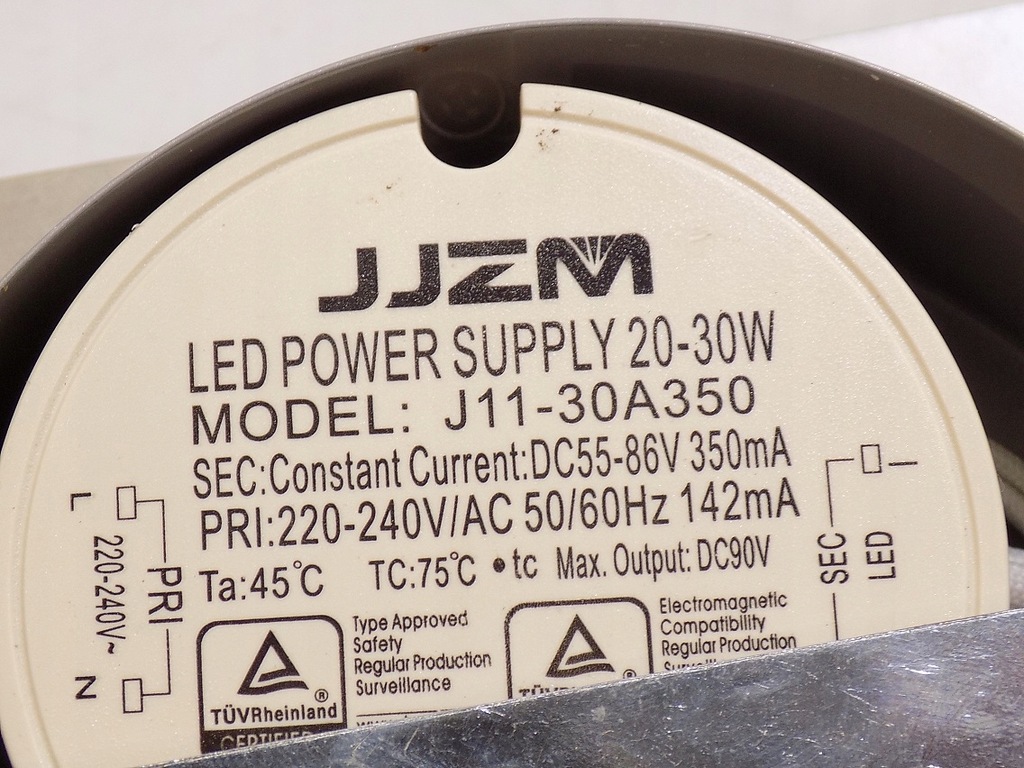 JJZM
LED POWER SUPPLY 20-30W
MODEL: J11-30A350
SEC:Constant Current:DC55-86V 350mA
PRI:220-240V/AC 50/60Hz 142mA
Ta:45℃ TC:75℃ •tc Max. Output: DC90V
L
220-240V~
N
PRI
SEC
LED
TÜVRheinland
CERTIFIED
®
Type Approved
Safety
Regular Production
Surveillance
®
Electromagnetic
Compatibility
Regular Production